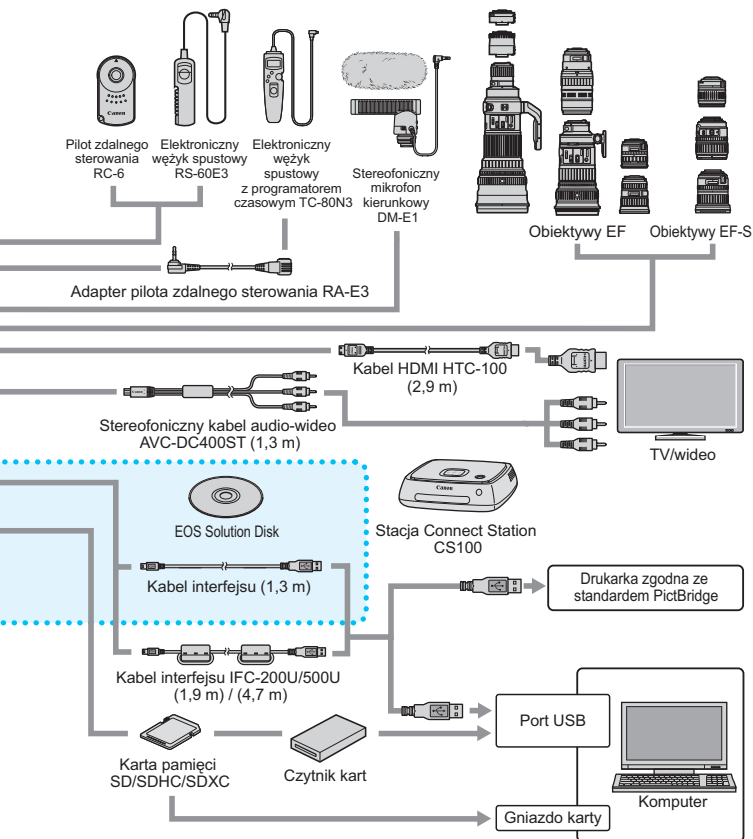 Canon
Pilot zdalnego
sterowania
RC-6
Elektroniczny
wężyk spustowy
RS-60E3
Elektroniczny
wężyk
spustowy
z programatorem
czasowym TC-80N3
Stereofoniczny
mikrofon
kierunkowy
DM-E1
Obiektywy EF
Obiektywy EF-S
Adapter pilota zdalnego sterowania RA-E3
Kabel HDMI HTC-100
(2,9 m)
Canon
Stereofoniczny kabel audio-wideo
AVC-DC400ST (1,3 m)
TV/wideo
EOS Solution Disk
Canon
Stacja Connect Station
CS100
Kabel interfejsu (1,3 m)
Drukarka zgodna ze
standardem PictBridge
Kabel interfejsu IFC-200U/500U
(1,9 m) / (4,7 m)
Port USB
Karta pamięci
SD/SDHC/SDXC
Czytnik kart
Komputer
Gniazdo karty